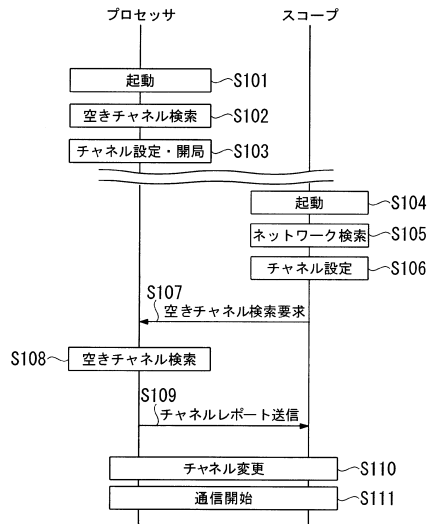 プロセッサ
スコープ
起動
S101
空きチャネル検索
S102
チャネル設定・開局
S103
起動
S104
ネットワーク検索
S105
チャネル設定
S106
S107
空きチャネル検索要求
S108
空きチャネル検索
S109
チャネルレポート送信
チャネル変更
S110
通信開始
S111